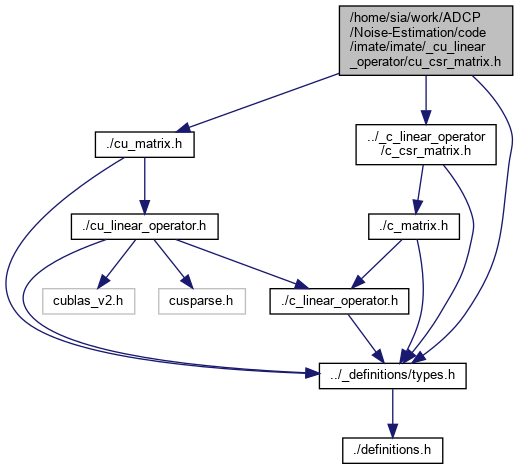 /home/sia/work/ADCP
/Noise-Estimation/code
/imate/imate/_cu_linear
_operator/cu_csr_matrix.h
./cu_matrix.h
../_c_linear_operator
/c_csr_matrix.h
./cu_linear_operator.h
./c_matrix.h
cublas_v2.h
cusparse.h
./c_linear_operator.h
../_definitions/types.h
./definitions.h